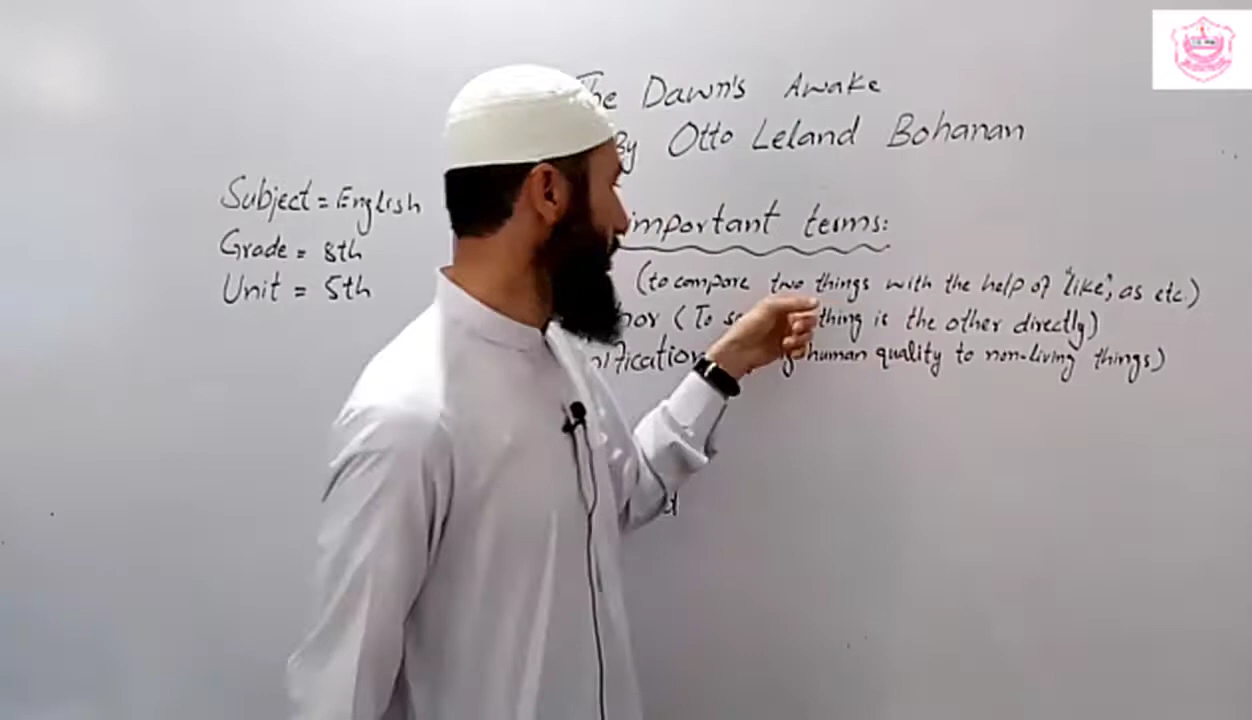 The Dawn's Awake
By Otto Leland Bohanan
Subject = English
Grade = 8th
Unit = 5th
important terms:
(to compare two things with the help of "like", as etc.)
(To thing is the other directly)
human quality to non-living things)